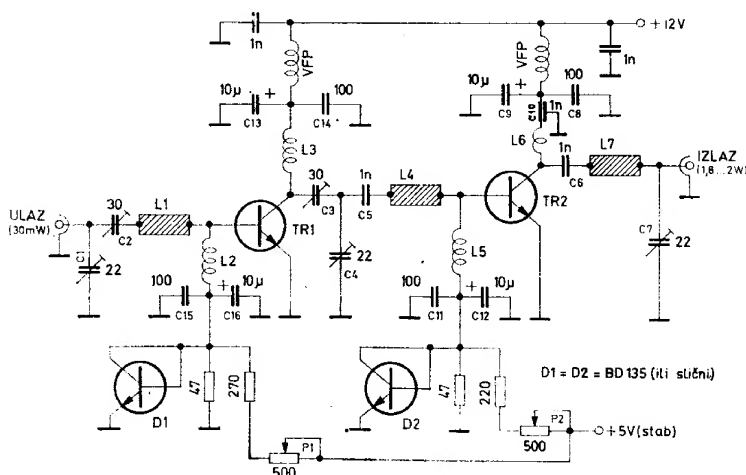 +12V
1n
VFP
VFP
1n
10µ
+
100
C13
C14
10µ
+
100
C9
C10
1n
C8
L3
L6
1n
L7
IZLAZ
(1,8...2W)
C6
30
C3
1n
C5
L4
ULAZ
(30mW)
30
C2
L1
TR1
TR2
C1
22
L2
22
C4
L5
C7
22
100
+
10µ
C15
C16
100
+
10µ
C11
C12
D1
47
270
D2
47
220
D1 = D2 = BD 135 (ili slični)
P1
500
P2
500
+5V(stab)